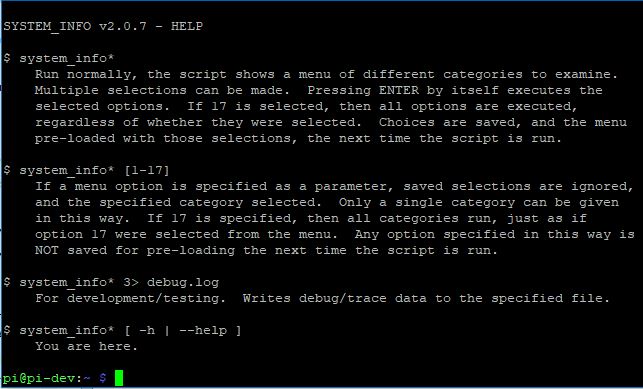 SYSTEM_INFO v2.0.7 - HELP
$ system_info*
Run normally, the script shows a menu of different categories to examine.
Multiple selections can be made.  Pressing ENTER by itself executes the
selected options.  If 17 is selected, then all options are executed,
regardless of whether they were selected.  Choices are saved, and the menu
pre-loaded with those selections, the next time the script is run.
$ system_info* [1-17]
If a menu option is specified as a parameter, saved selections are ignored,
and the specified category selected.  Only a single category can be given
in this way.  If 17 is specified, then all categories run, just as if
option 17 were selected from the menu.  Any option specified in this way is
NOT saved for pre-loading the next time the script is run.
$ system_info* 3> debug.log
For development/testing.  Writes debug/trace data to the specified file.
$ system_info* [ -h | --help ]
You are here.
pi@pi-dev:~ $